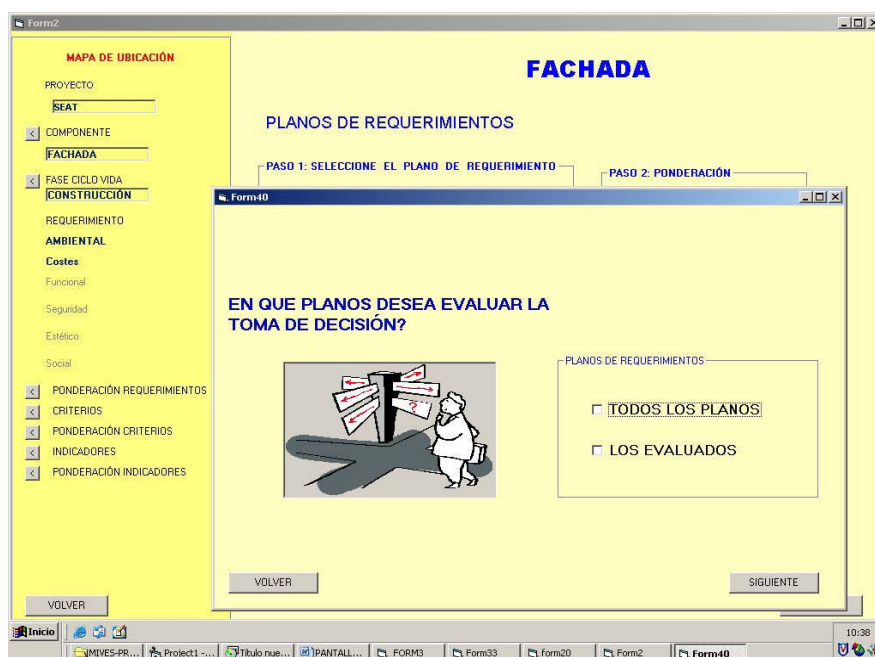 Form2
MAPA DE UBICACIÓN
PROYECTO
SEAT
< COMPONENTE
FACHADA
< FASE CICLO VIDA
CONSTRUCCIÓN
REQUERIMIENTO
AMBIENTAL
Costes
Funcional
Seguridad
Estético
Social
< PONDERACIÓN REQUERIMIENTOS
< CRITERIOS
< PONDERACIÓN CRITERIOS
< INDICADORES
< PONDERACIÓN INDICADORES
VOLVER
FACHADA
PLANOS DE REQUERIMIENTOS
PASO 1: SELECCIONE EL PLANO DE REQUERIMIENTO
PASO 2: PONDERACIÓN
Form40
EN QUE PLANOS DESEA EVALUAR LA
TOMA DE DECISIÓN?
?
PLANOS DE REQUERIMIENTOS
TODOS LOS PLANOS
LOS EVALUADOS
VOLVER
SIGUIENTE
Inicio
10:38
MIVES-PR... Project1 -... Título nue... PANTALL... FORM3 Form33 form20 Form2 Form40